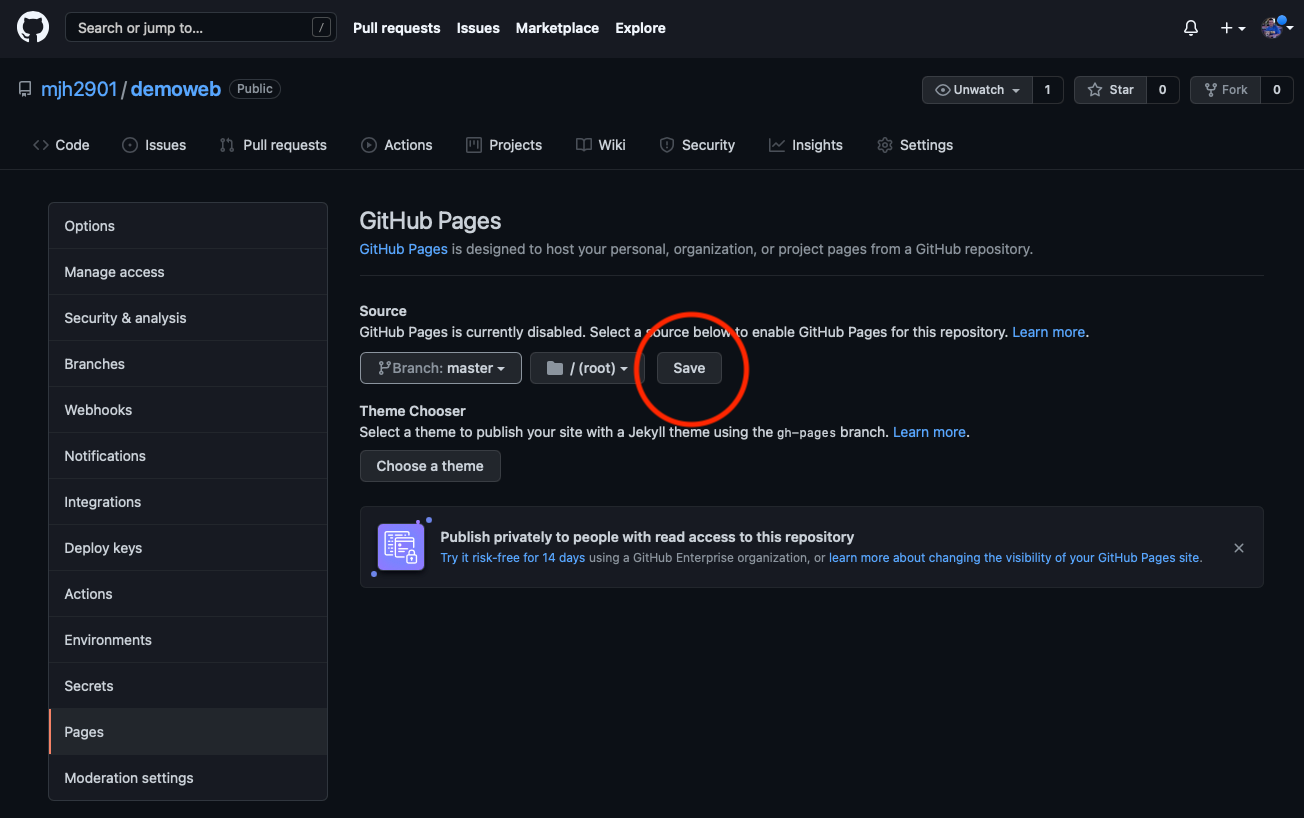 Search or jump to... /
Pull requests Issues Marketplace Explore
mjh2901 / demoweb Public
Unwatch 1 Star 0 Fork 0
Code Issues Pull requests Actions Projects Wiki Security Insights Settings
Options
Manage access
Security & analysis
Branches
Webhooks
Notifications
Integrations
Deploy keys
Actions
Environments
Secrets
Pages
Moderation settings
GitHub Pages
GitHub Pages is designed to host your personal, organization, or project pages from a GitHub repository.
Source
GitHub Pages is currently disabled. Select a source below to enable GitHub Pages for this repository. Learn more.
Branch: master / (root) Save
Theme Chooser
Select a theme to publish your site with a Jekyll theme using the gh-pages branch. Learn more.
Choose a theme
Publish privately to people with read access to this repository
Try it risk-free for 14 days using a GitHub Enterprise organization, or learn more about changing the visibility of your GitHub Pages site.